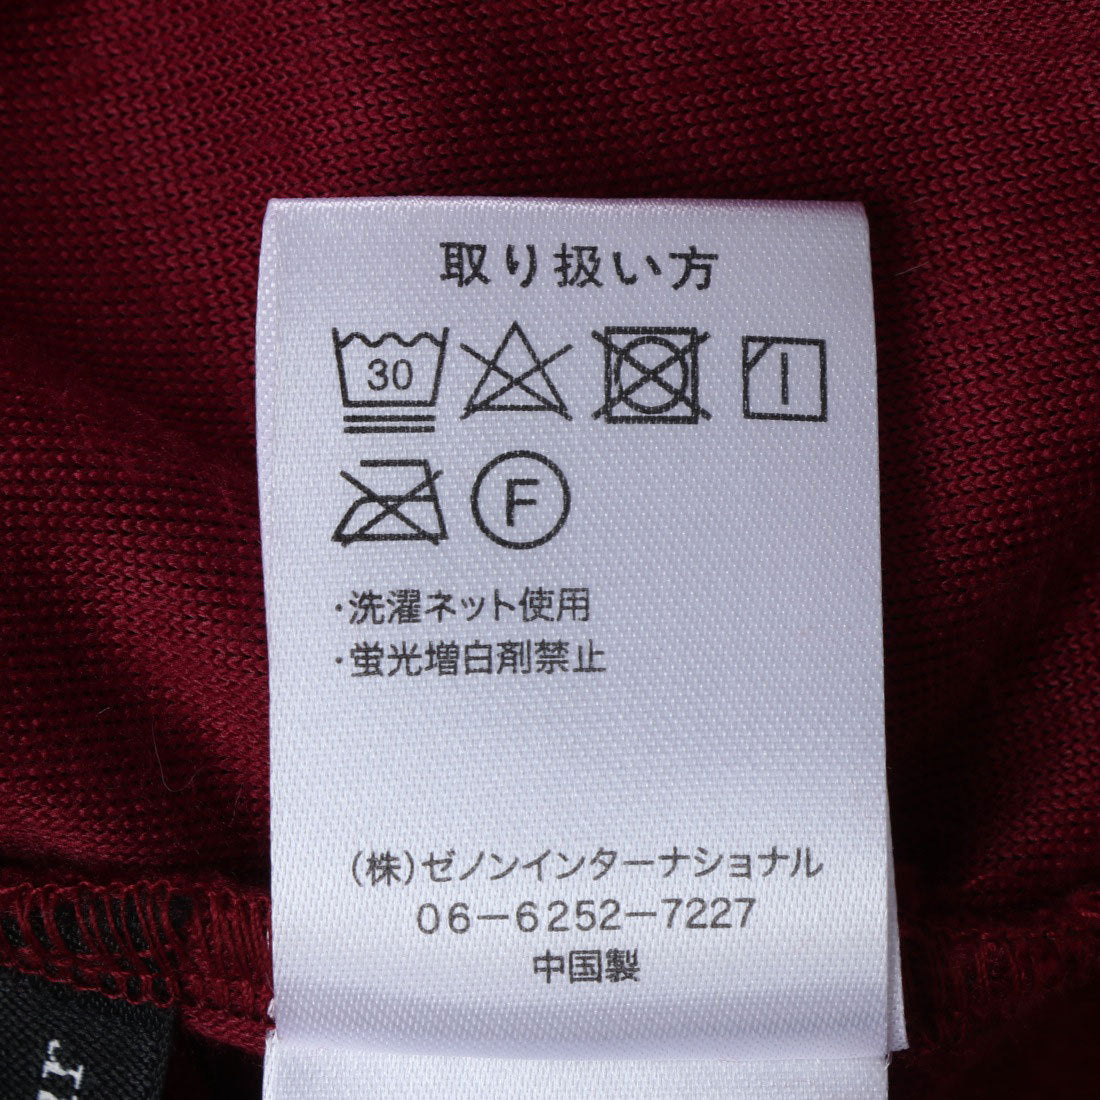 取り扱い方
30
F
・洗濯ネット使用
・蛍光増白剤禁止
(株)ゼノンインターナショナル
06-6252-7227
中国製